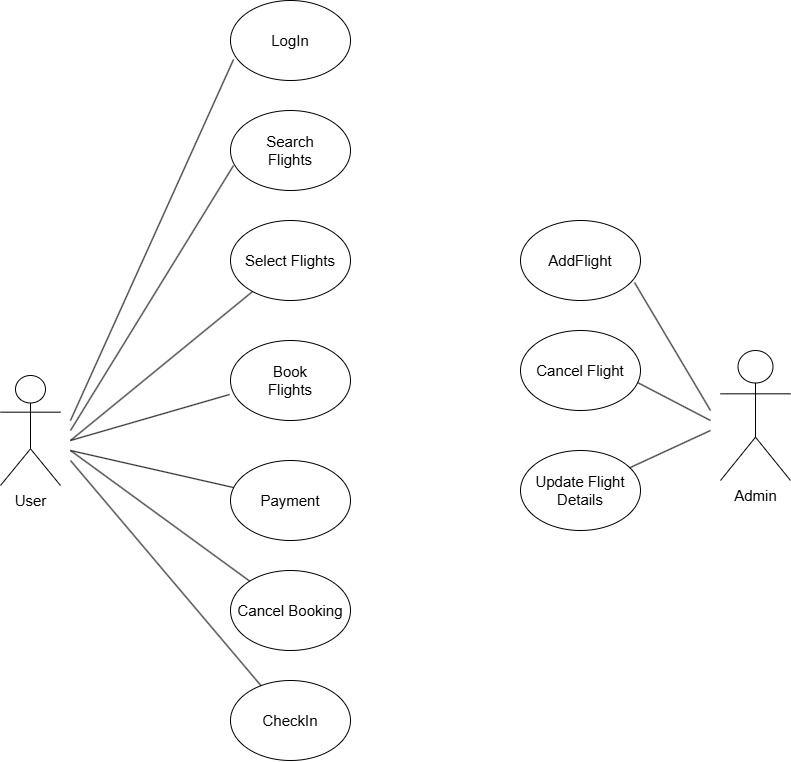 LogIn
Search
Flights
Select Flights
Book
Flights
Payment
Cancel Booking
CheckIn
User
AddFlight
Cancel Flight
Update Flight
Details
Admin